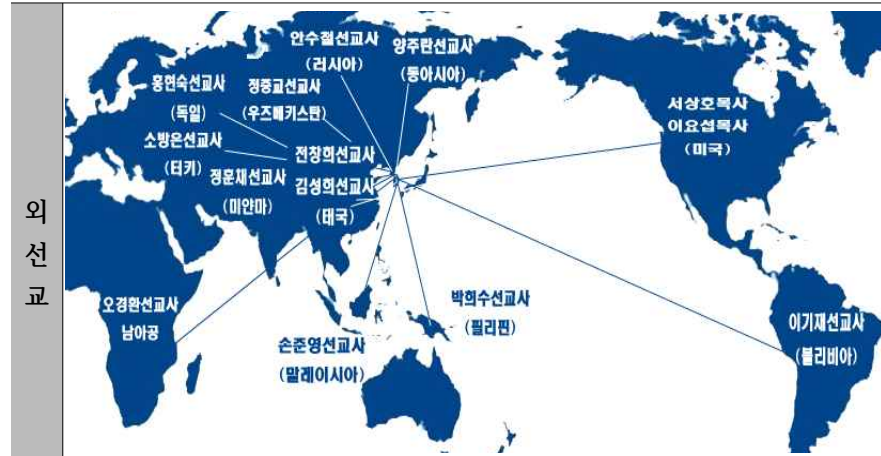 외
선
교
안수철선교사
(러시아)
양주탄선교사
(동아시아)
홍현숙선교사
(독일)
정중교선교사
(우즈베키스탄)
소방은선교사
(터키)
전창희선교사
정훈채선교사
(미얀마)
김성희선교사
(태국)
서상호목사
이요섭목사
(미국)
오경환선교사
남아공
손준영선교사
(말레이시아)
박희수선교사
(필리핀)
이기재선교사
(볼리비아)